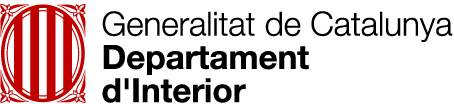 Generalitat de Catalunya
Departament
d'Interior